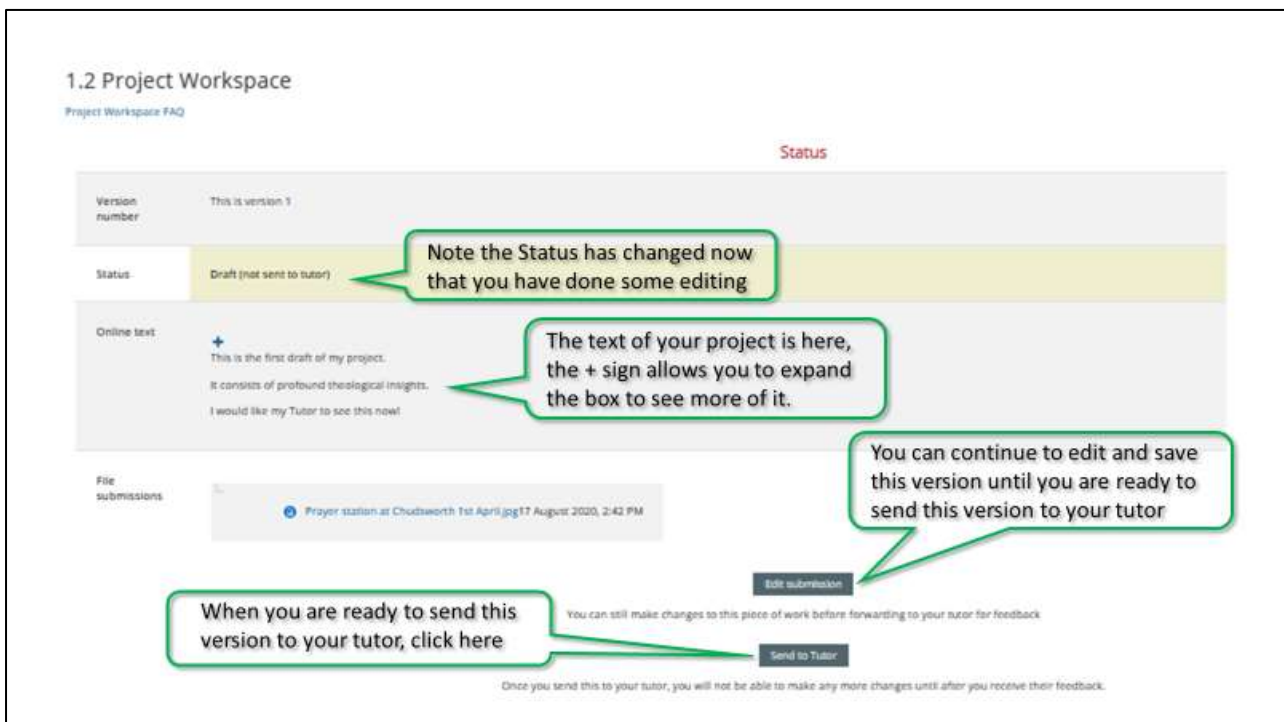 1.2 Project Workspace
Project Workspace FAQ
Status
Version
number
This is version 1
Note the Status has changed now
that you have done some editing
Status
Draft (not sent to tutor)
Online text
This is the first draft of my project.
It consists of profound theological insights.
I would like my Tutor to see this now!
The text of your project is here,
the + sign allows you to expand
the box to see more of it.
You can continue to edit and save
this version until you are ready to
send this version to your tutor
File
submissions
Prayer station at Chudsworth 1st April.jpg17 August 2020, 2:42 PM
Edit submission
You can still make changes to this piece of work before forwarding to your tutor for feedback
When you are ready to send this
version to your tutor, click here
Send to Tutor
Once you send this to your tutor, you will not be able to make any more changes until after you receive their feedback.